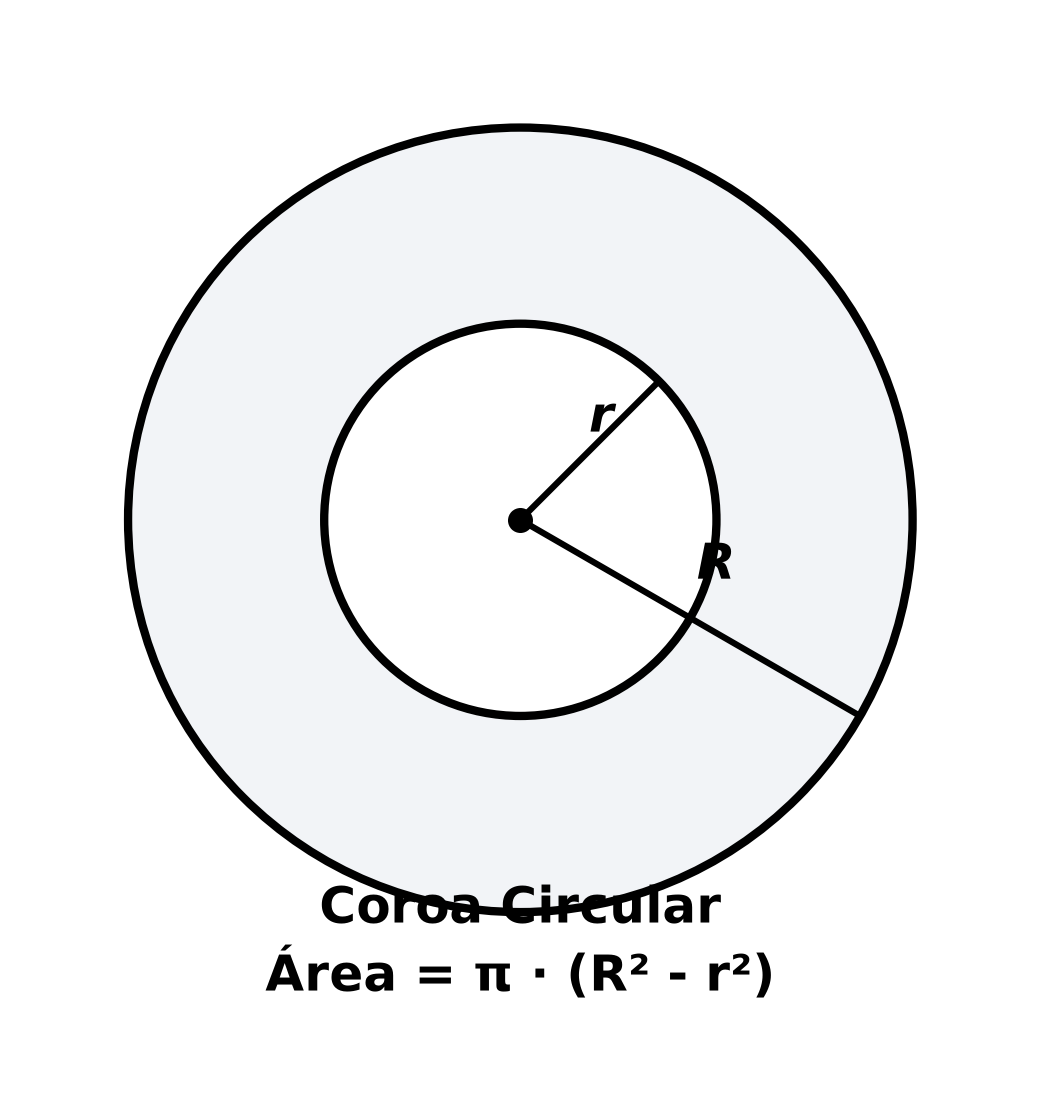 r
R
Coroa Circular
Área = π · (R² - r²)